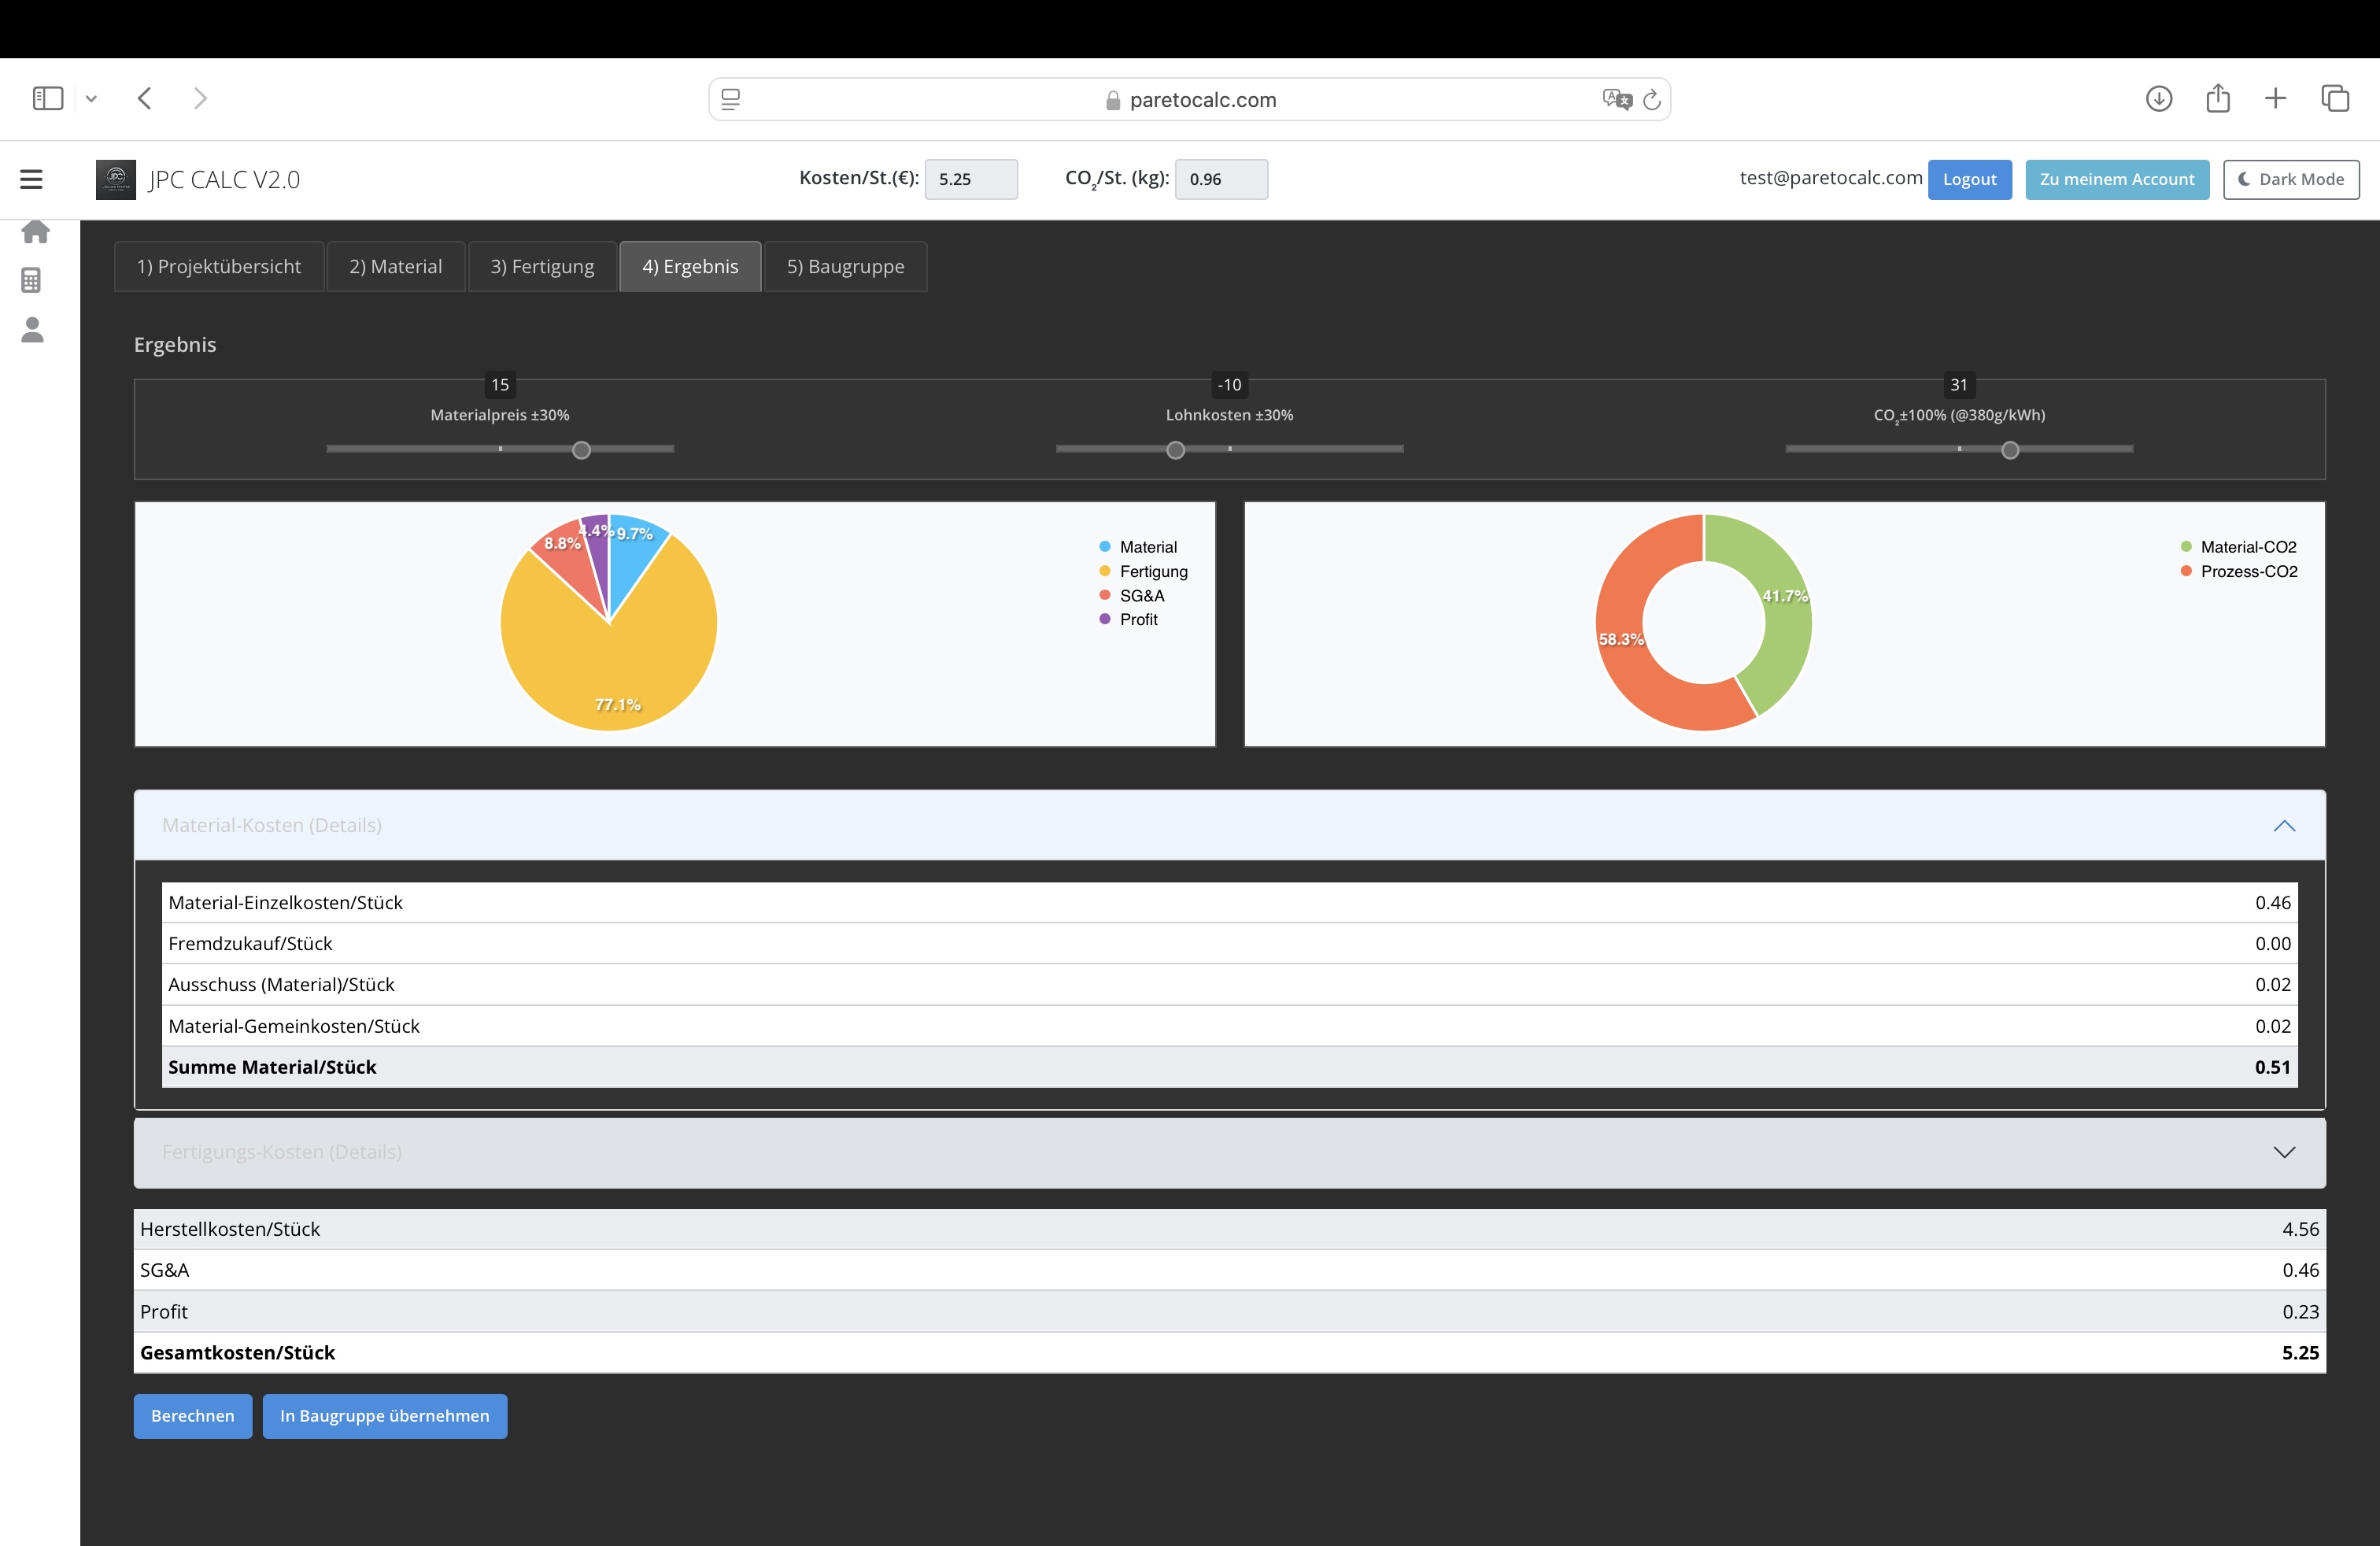 paretocalc.com
JPC CALC V2.0
Kosten/St.(€): 5.25 CO₂/St. (kg): 0.96
test@paretocalc.com Logout Zu meinem Account Dark Mode
1) Projektübersicht 2) Material 3) Fertigung 4) Ergebnis 5) Baugruppe
Ergebnis
15 -10 31
Materialpreis ±30% Lohnkosten ±30% CO₂±100% (@380g/kWh)
4.4% 9.7%
8.8%
77.1%
Material
Fertigung
SG&A
Profit
41.7%
58.3%
Material-CO2
Prozess-CO2
Material-Kosten (Details)
Material-Einzelkosten/Stück 0.46
Fremdzukauf/Stück 0.00
Ausschuss (Material)/Stück 0.02
Material-Gemeinkosten/Stück 0.02
Summe Material/Stück 0.51
Fertigungs-Kosten (Details)
Herstellkosten/Stück 4.56
SG&A 0.46
Profit 0.23
Gesamtkosten/Stück 5.25
Berechnen In Baugruppe übernehmen